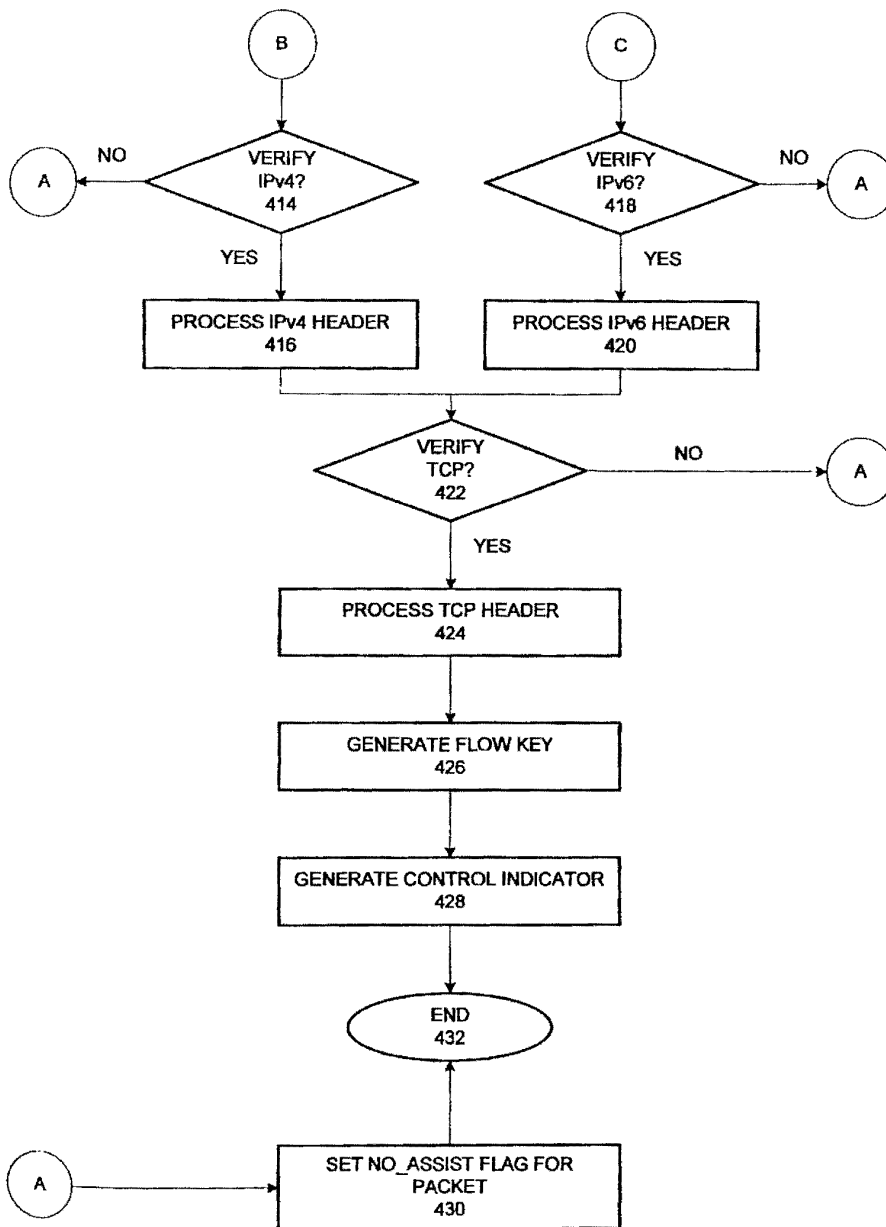 B
C
NO
A
VERIFY
IPv4?
414
VERIFY
IPv6?
418
NO
A
YES
YES
PROCESS IPv4 HEADER
416
PROCESS IPv6 HEADER
420
VERIFY
TCP?
422
NO
A
YES
PROCESS TCP HEADER
424
GENERATE FLOW KEY
426
GENERATE CONTROL INDICATOR
428
END
432
A
SET NO_ASSIST FLAG FOR
PACKET
430